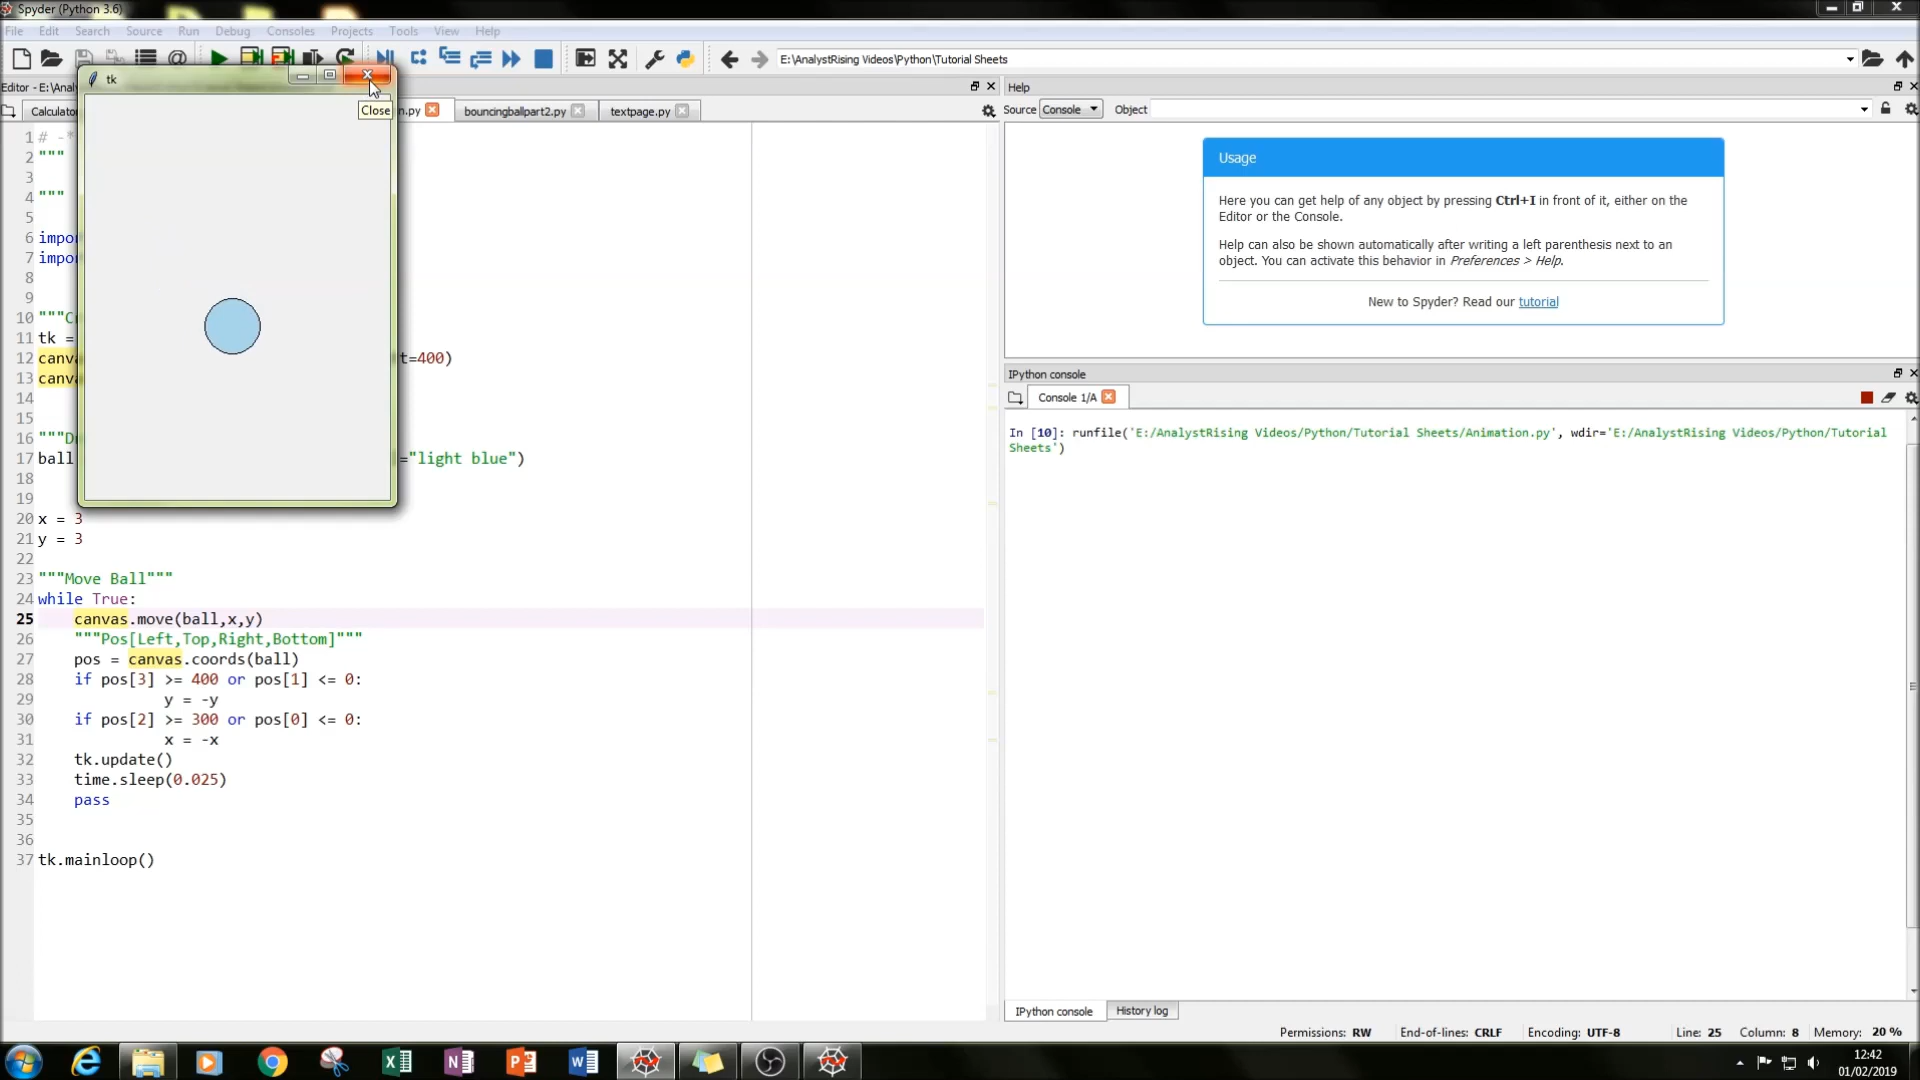 Spyder (Python 3.6)
File Edit Search Source Run Debug Consoles Projects Tools View Help
E:\AnalystRising Videos\Python\Tutorial Sheets
tk
Close
Editor - E:\Anal
Calculator
n.py
bouncingballpart2.py
textpage.py
1 # -*
2 """
3
4 """
5
6 impor
7 impor
8
9
10 """C
11 tk =
12 canva t=400)
13 canva
14
15
16 """D
17 ball ="light blue")
18
19
20 x = 3
21 y = 3
22
23 """Move Ball"""
24 while True:
25 canvas.move(ball,x,y)
26 """Pos[Left,Top,Right,Bottom]"""
27 pos = canvas.coords(ball)
28 if pos[3] >= 400 or pos[1] <= 0:
29 y = -y
30 if pos[2] >= 300 or pos[0] <= 0:
31 x = -x
32 tk.update()
33 time.sleep(0.025)
34 pass
35
36
37 tk.mainloop()
Help
Source Console Object
Usage
Here you can get help of any object by pressing Ctrl+I in front of it, either on the
Editor or the Console.
Help can also be shown automatically after writing a left parenthesis next to an
object. You can activate this behavior in Preferences > Help.
New to Spyder? Read our tutorial
IPython console
Console 1/A
In [10]: runfile('E:/AnalystRising Videos/Python/Tutorial Sheets/Animation.py', wdir='E:/AnalystRising Videos/Python/Tutorial
Sheets')
IPython console History log
Permissions: RW End-of-lines: CRLF Encoding: UTF-8 Line: 25 Column: 8 Memory: 20 %
12:42
01/02/2019